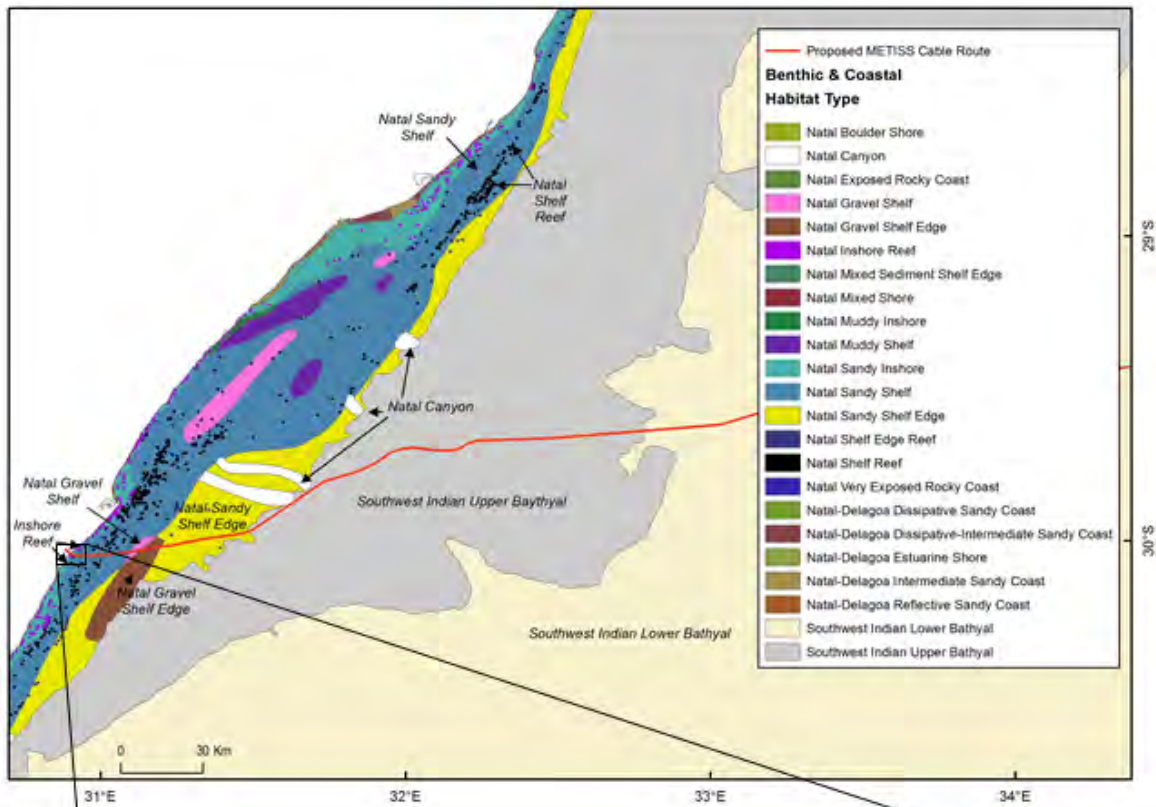 Proposed METISS Cable Route
Benthic & Coastal
Habitat Type
Natal Boulder Shore
Natal Canyon
Natal Exposed Rocky Coast
Natal Gravel Shelf
Natal Gravel Shelf Edge
Natal Inshore Reef
Natal Mixed Sediment Shelf Edge
Natal Mixed Shore
Natal Muddy Inshore
Natal Muddy Shelf
Natal Sandy Inshore
Natal Sandy Shelf
Natal Sandy Shelf Edge
Natal Shelf Edge Reef
Natal Shelf Reef
Natal Very Exposed Rocky Coast
Natal-Delagoa Dissipative Sandy Coast
Natal-Delagoa Dissipative-Intermediate Sandy Coast
Natal-Delagoa Estuarine Shore
Natal-Delagoa Intermediate Sandy Coast
Natal-Delagoa Reflective Sandy Coast
Southwest Indian Lower Bathyal
Southwest Indian Upper Bathyal
Natal Sandy
Shelf
Natal
Shelf
Reef
Natal Canyon
Natal Gravel
Shelf
Inshore
Reef
Natal-Sandy
Shelf Edge
Southwest Indian Upper Baythyal
Natal Gravel
Shelf Edge
Southwest Indian Lower Bathyal
29°S
30°S
0 30 Km
31°E 32°E 33°E 34°E